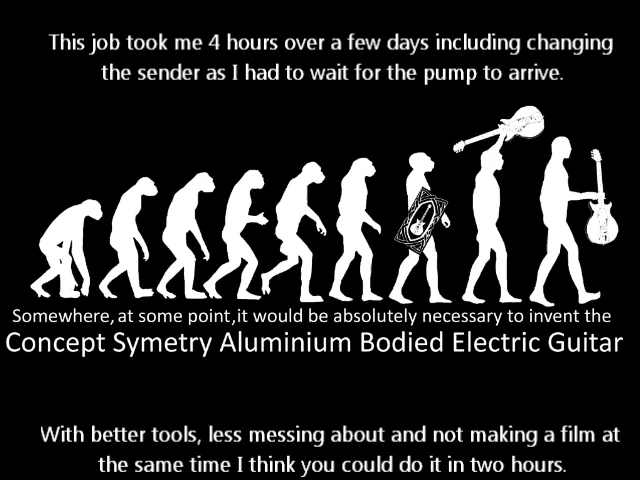 This job took me 4 hours over a few days including changing
the sender as I had to wait for the pump to arrive.
Somewhere, at some point,it would be absolutely necessary to invent the
Concept Symetry Aluminium Bodied Electric Guitar
With better tools, less messing about and not making a film at
the same time I think you could do it in two hours.